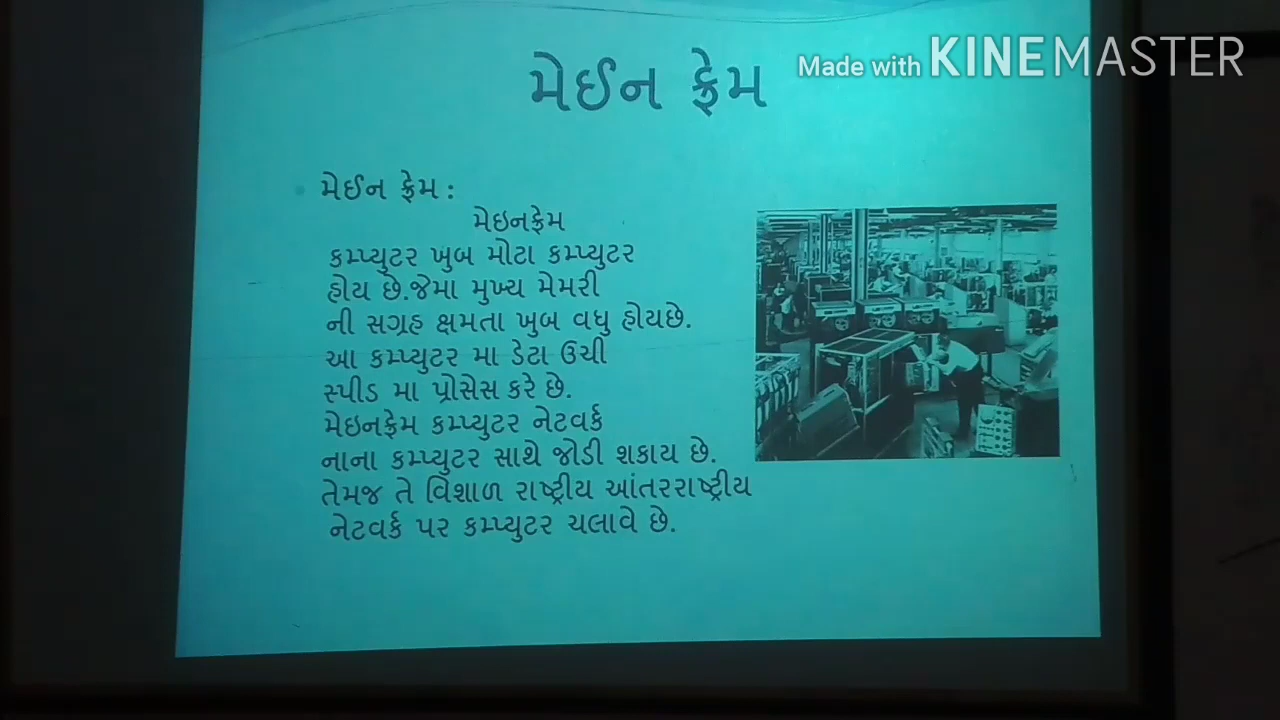 Made with KINEMASTER
મેઈન ફ્રેમ
મેઈન ફ્રેમ :
મેઇનફ્રેમ
કમ્પ્યુટર ખુબ મોટા કમ્પ્યુટર
હોય છે.જેમા મુખ્ય મેમરી
ની સગ્રહ ક્ષમતા ખુબ વધુ હોયછે.
આ કમ્પ્યુટર મા ડેટા ઉચી
સ્પીડ મા પ્રોસેસ કરે છે.
મેઇનફ્રેમ કમ્પ્યુટર નેટવર્ક
નાના કમ્પ્યુટર સાથે જોડી શકાય છે.
તેમજ તે વિશાળ રાષ્ટ્રીય આંતરરાષ્ટ્રીય
નેટવર્ક પર કમ્પ્યુટર ચલાવે છે.